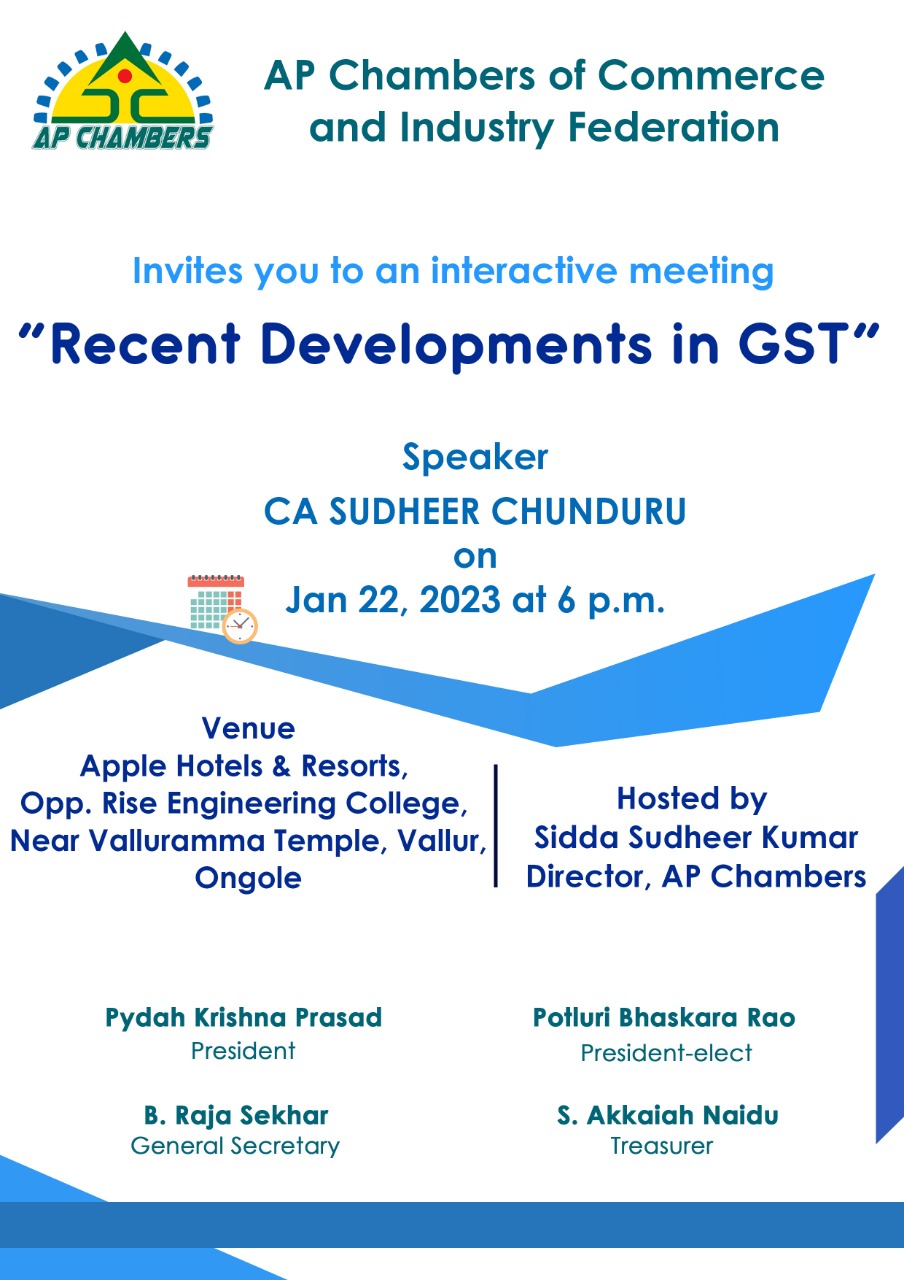 AP CHAMBERS
AP Chambers of Commerce
and Industry Federation
Invites you to an interactive meeting
"Recent Developments in GST"
Speaker
CA SUDHEER CHUNDURU
on
Jan 22, 2023 at 6 p.m.
Venue
Apple Hotels & Resorts,
Opp. Rise Engineering College,
Near Valluramma Temple, Vallur,
Ongole
Hosted by
Sidda Sudheer Kumar
Director, AP Chambers
Pydah Krishna Prasad
President
Potluri Bhaskara Rao
President-elect
B. Raja Sekhar
General Secretary
S. Akkaiah Naidu
Treasurer